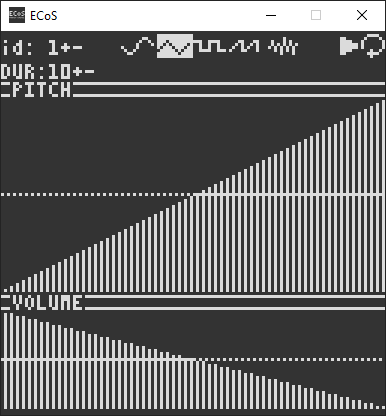 ECoS
id: 1+-
DUR:10+-
PITCH
VOLUME